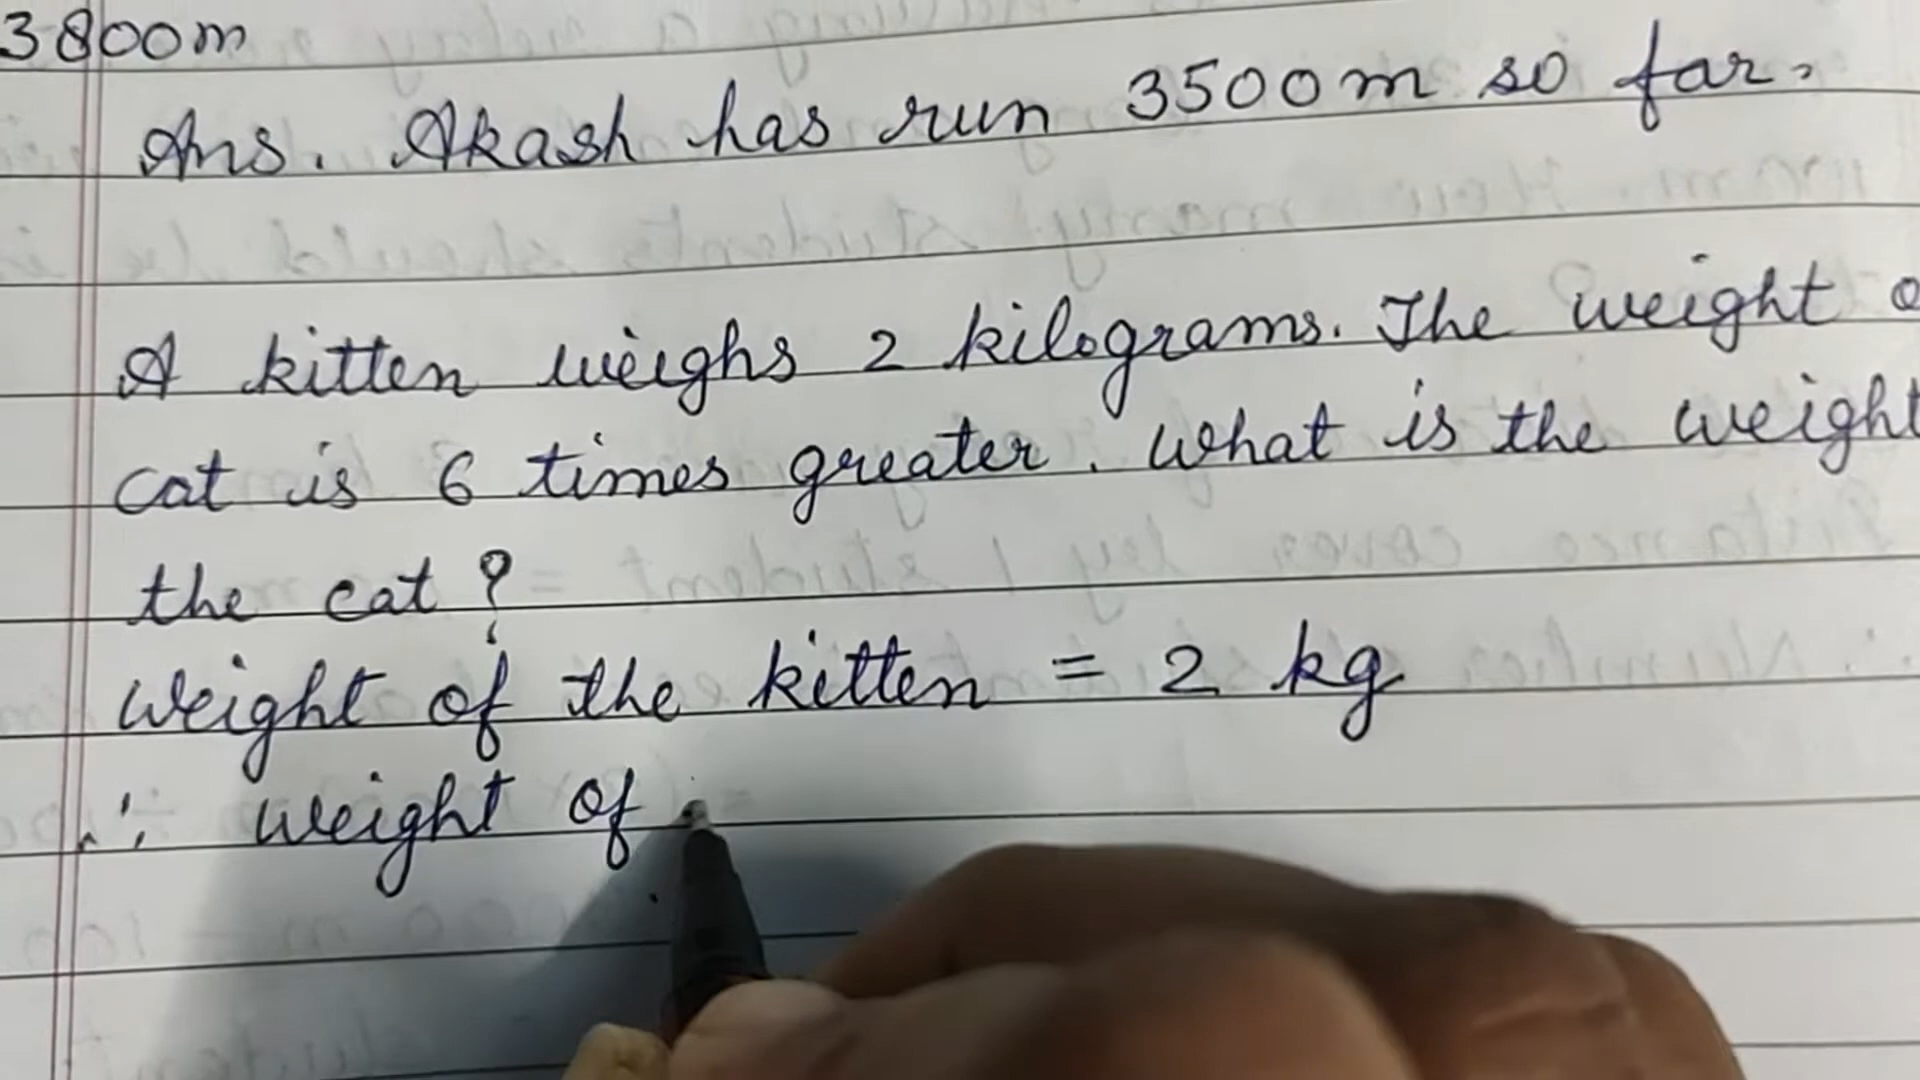 3800m
Ans. Akash has run 3500m so far.
A kitten weighs 2 kilograms. The weight
cat is 6 times greater. What is the weight
the cat?
Weight of the kitten = 2 kg
∴ Weight of